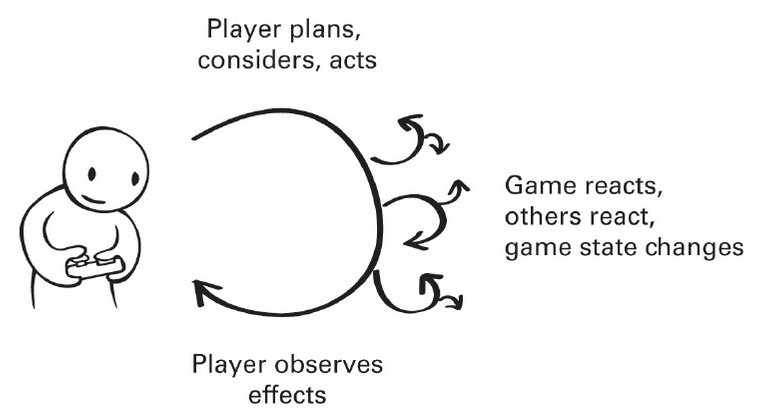 Player plans,
considers, acts
Game reacts,
others react,
game state changes
Player observes
effects